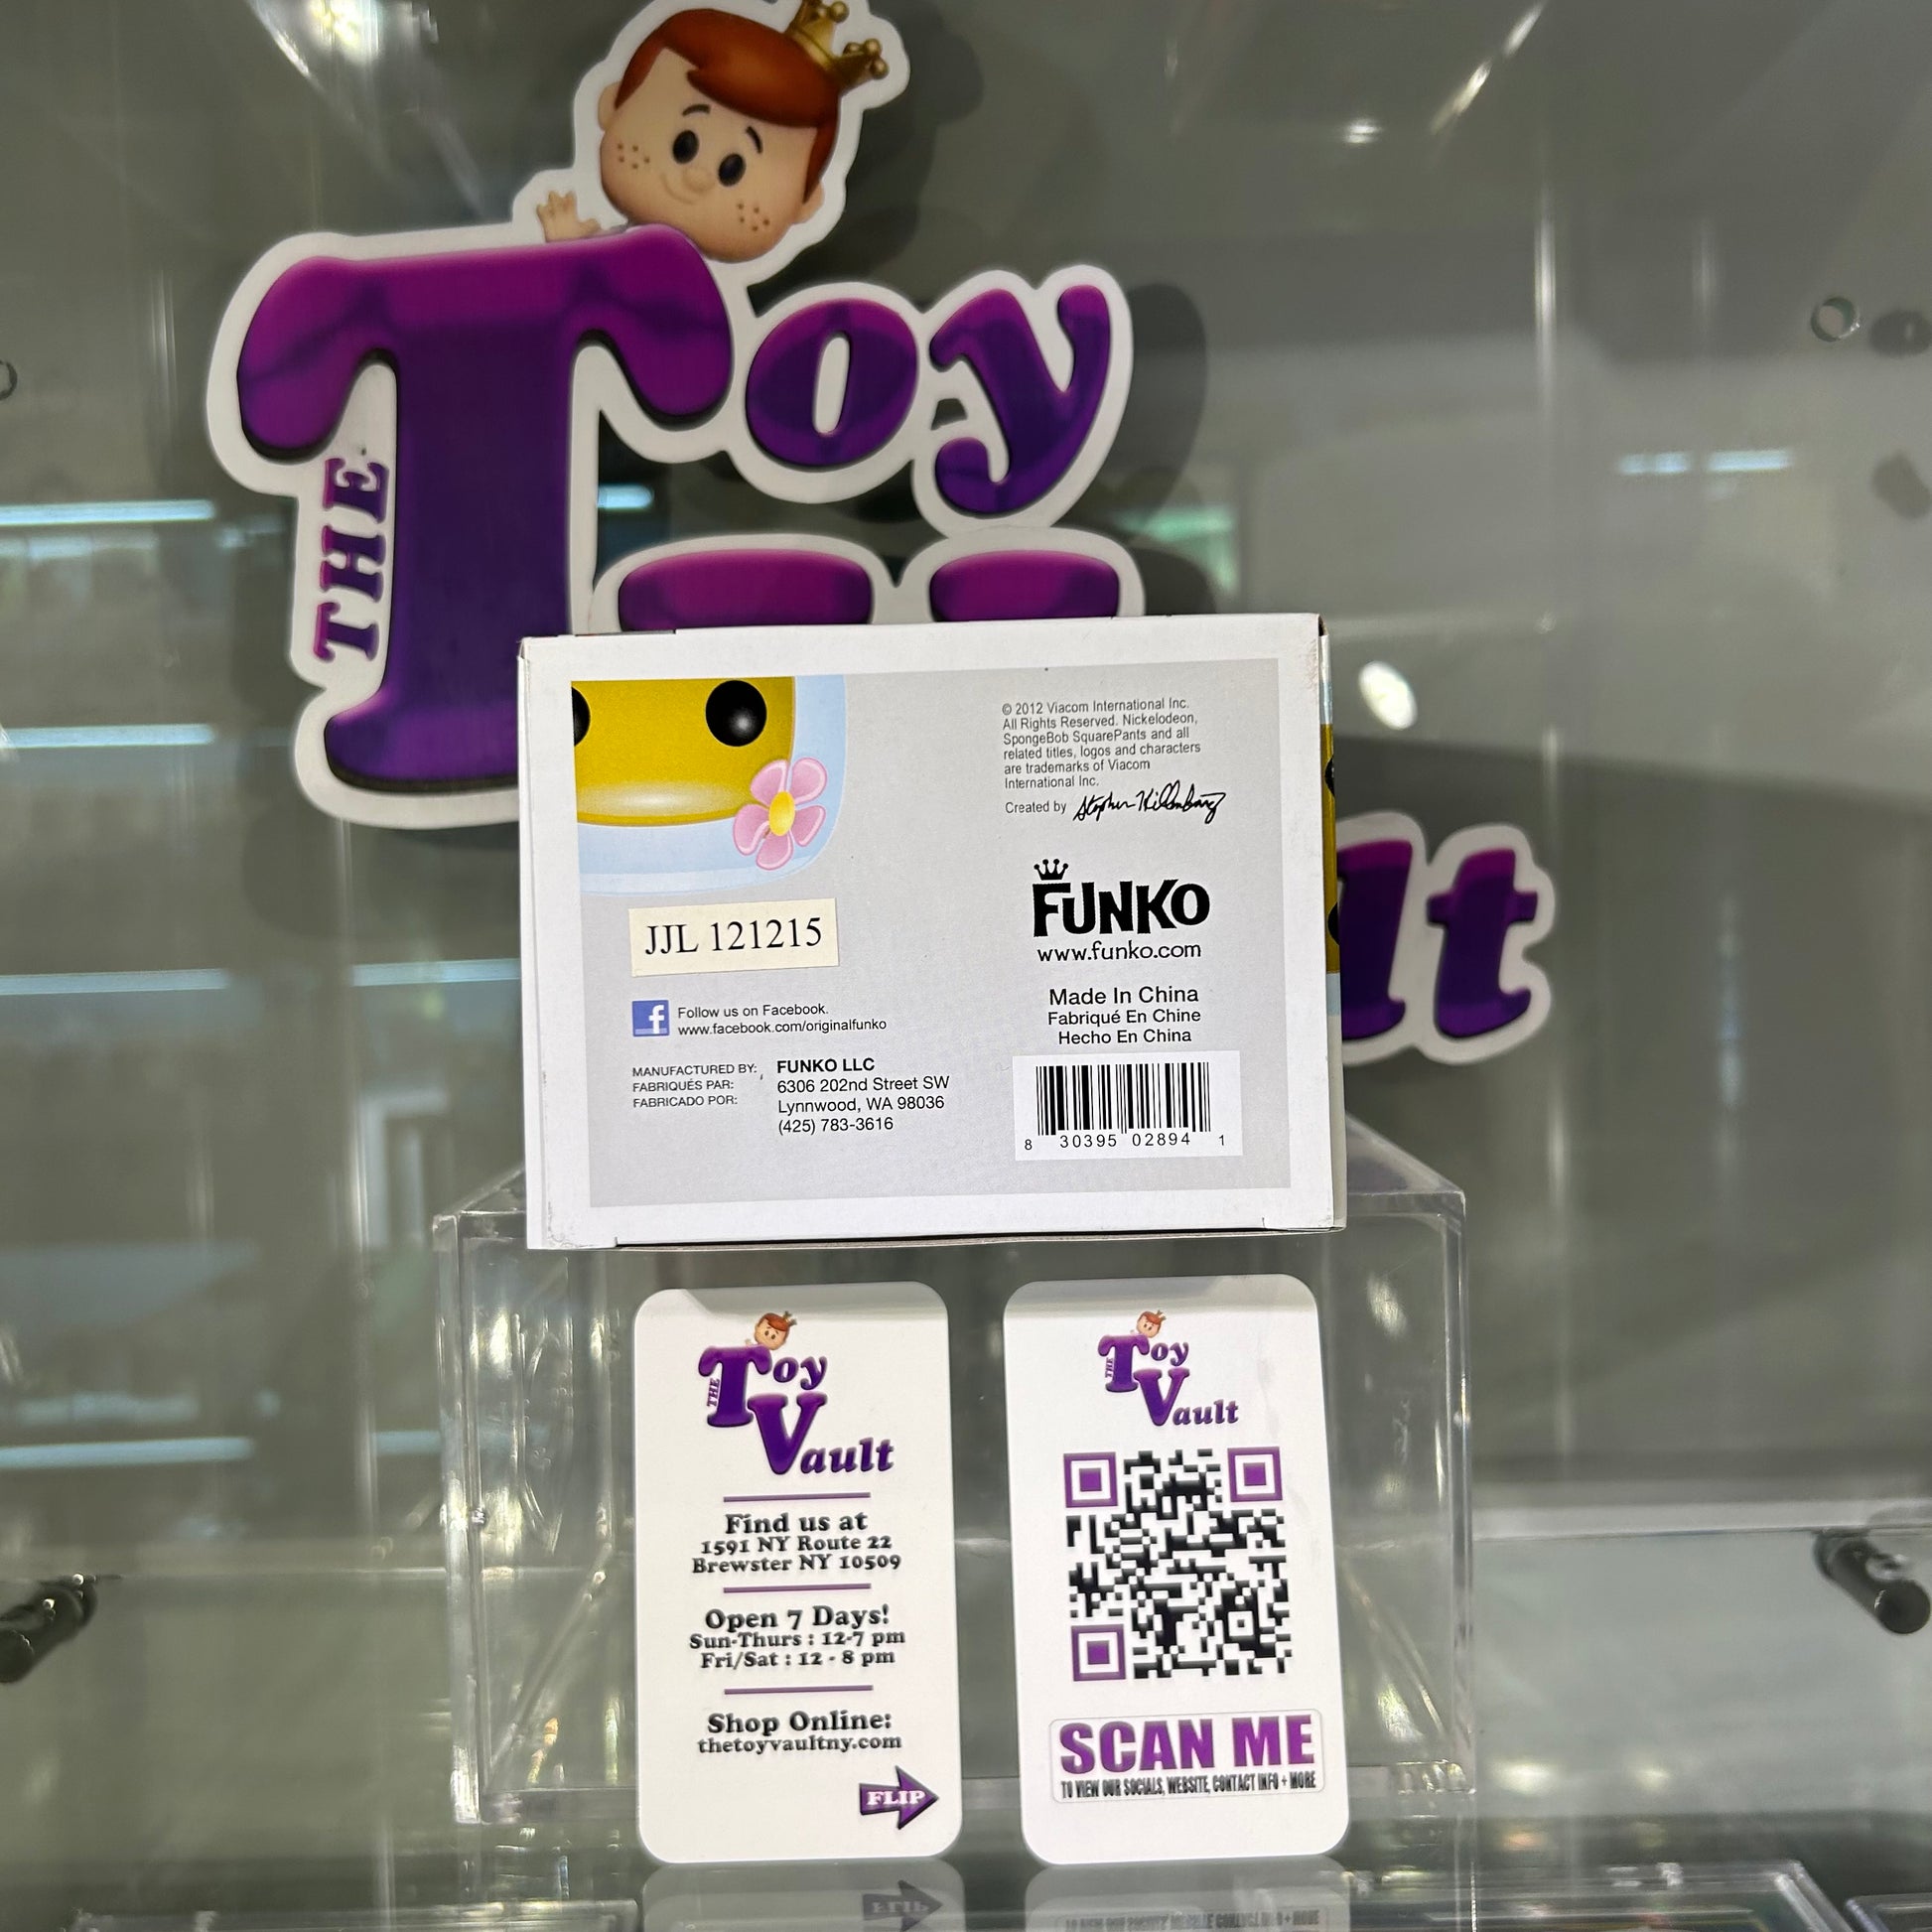 THE Toy
lt
© 2012 Viacom International Inc.
All Rights Reserved. Nickelodeon,
SpongeBob SquarePants and all
related titles, logos and characters
are trademarks of Viacom
International Inc.
Created by Stephen Hillenburg
JJL 121215
FUNKO
www.funko.com
Follow us on Facebook.
www.facebook.com/originalfunko
Made In China
Fabriqué En Chine
Hecho En China
MANUFACTURED BY:
FABRIQUÉS PAR:
FABRICADO POR:
FUNKO LLC
6306 202nd Street SW
Lynnwood, WA 98036
(425) 783-3616
8 30395 02894 1
THE Toy
Vault
Find us at
1591 NY Route 22
Brewster NY 10509
Open 7 Days!
Sun-Thurs : 12-7 pm
Fri/Sat : 12 - 8 pm
Shop Online:
thetoyvaultny.com
FLIP
THE Toy
Vault
SCAN ME
TO VIEW OUR SOCIALS, WEBSITE, CONTACT INFO + MORE